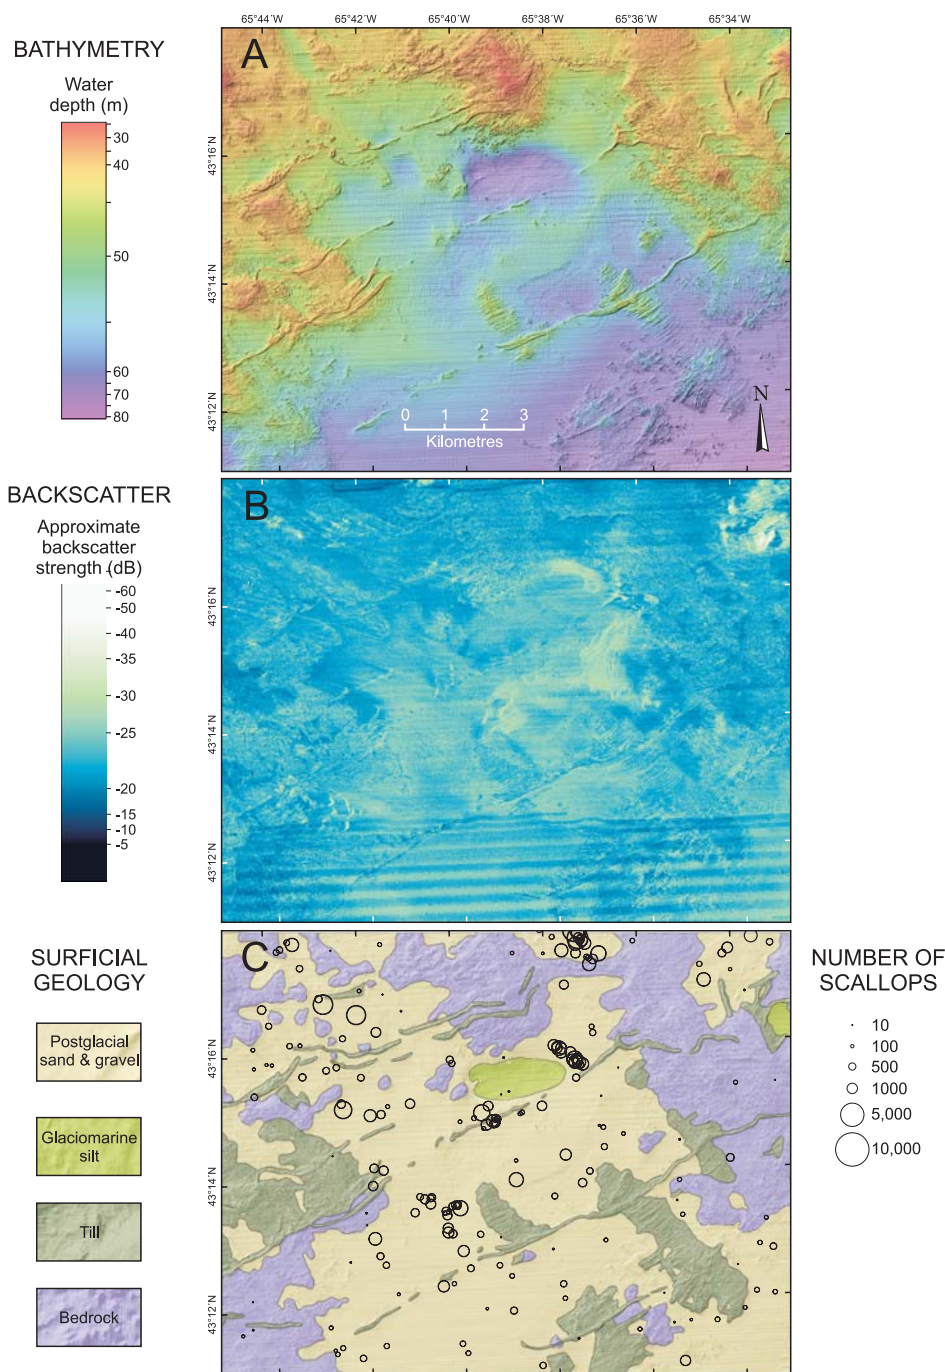 65°44´W 65°42´W 65°40´W 65°38´W 65°36´W 65°34´W
BATHYMETRY
Water
depth (m)
30
40
50
60
70
80
A
43°16´N
43°14´N
43°12´N
0 1 2 3
Kilometres
N
BACKSCATTER
Approximate
backscatter
strength (dB)
-60
-50
-40
-35
-30
-25
-20
-15
-10
-5
B
43°16´N
43°14´N
43°12´N
SURFICIAL
GEOLOGY
Postglacial
sand & gravel
Glaciomarine
silt
Till
Bedrock
C
43°16´N
43°14´N
43°12´N
NUMBER OF
SCALLOPS
10
100
500
1000
5,000
10,000